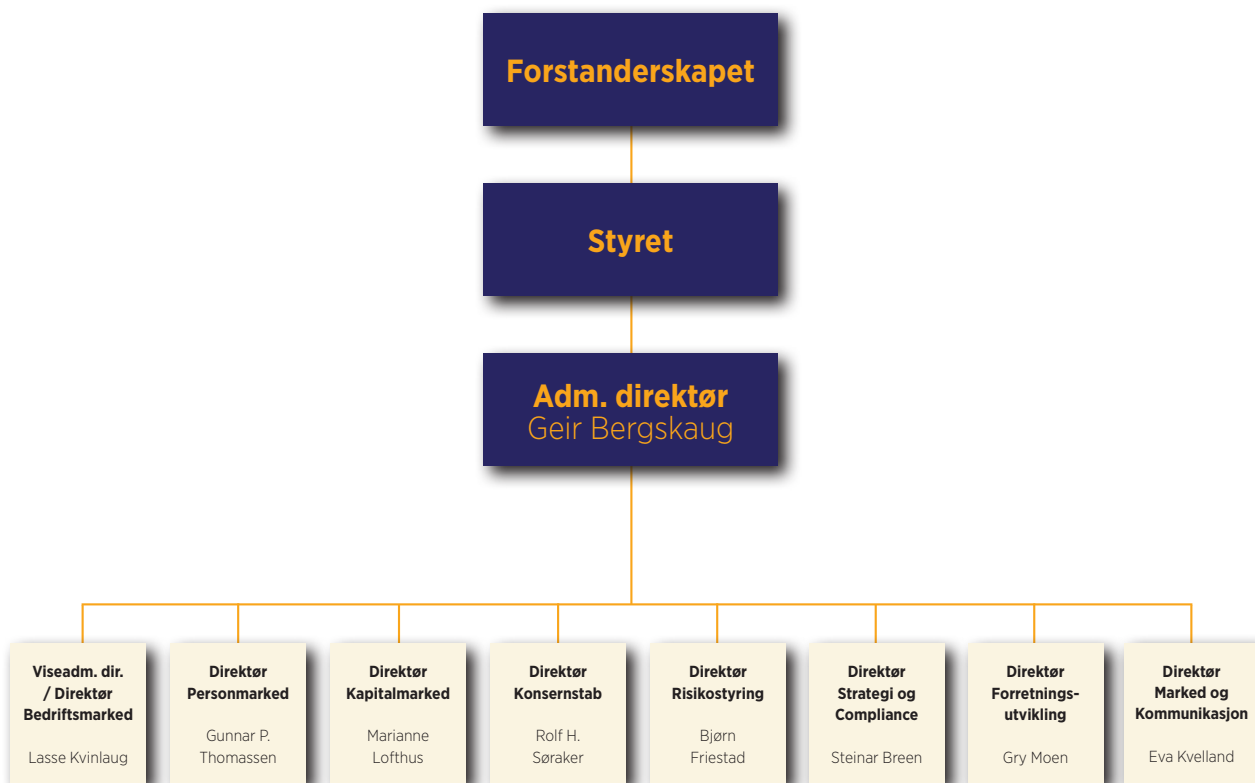 Forstanderskapet
Styret
Adm. direktør
Geir Bergskaug
Viseadm. dir.
/ Direktør
Bedriftsmarked
Lasse Kvinlaug
Direktør
Personmarked
Gunnar P.
Thomassen
Direktør
Kapitalmarked
Marianne
Lofthus
Direktør
Konsernstab
Rolf H.
Søraker
Direktør
Risikostyring
Bjørn
Friestad
Direktør
Strategi og
Compliance
Steinar Breen
Direktør
Forretnings-
utvikling
Gry Moen
Direktør
Marked og
Kommunikasjon
Eva Kvelland